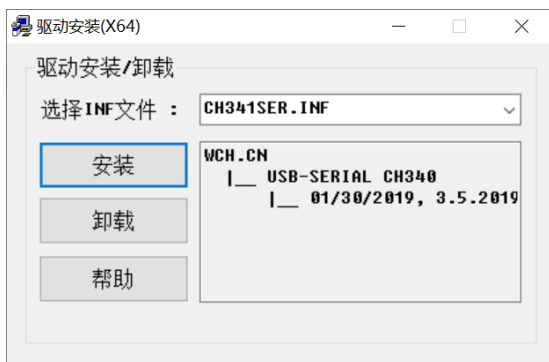 驱动安装(X64)
驱动安装/卸载
选择INF文件 : CH341SER.INF
安装
卸载
帮助
WCH.CN
|__ USB-SERIAL CH340
|__ 01/30/2019, 3.5.2019